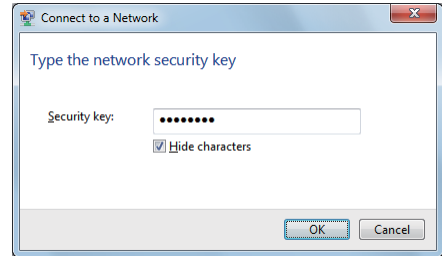 Connect to a Network
Type the network security key
Security key: ••••••••
Hide characters
OK Cancel